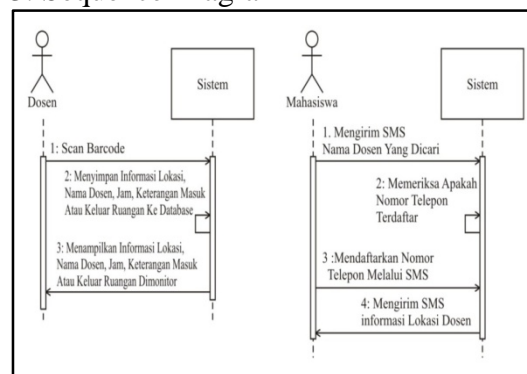 Dosen
Sistem
1: Scan Barcode
2: Menyimpan Informasi Lokasi,
Nama Dosen, Jam, Keterangan Masuk
Atau Keluar Ruangan Ke Database
3: Menampilkan Informasi Lokasi,
Nama Dosen, Jam, Keterangan Masuk
Atau Keluar Ruangan Dimonitor
Mahasiswa
Sistem
1. Mengirim SMS
Nama Dosen Yang Dicari
2: Memeriksa Apakah
Nomor Telepon
Terdaftar
3 :Mendaftarkan Nomor
Telepon Melalui SMS
4: Mengirim SMS
informasi Lokasi Dosen